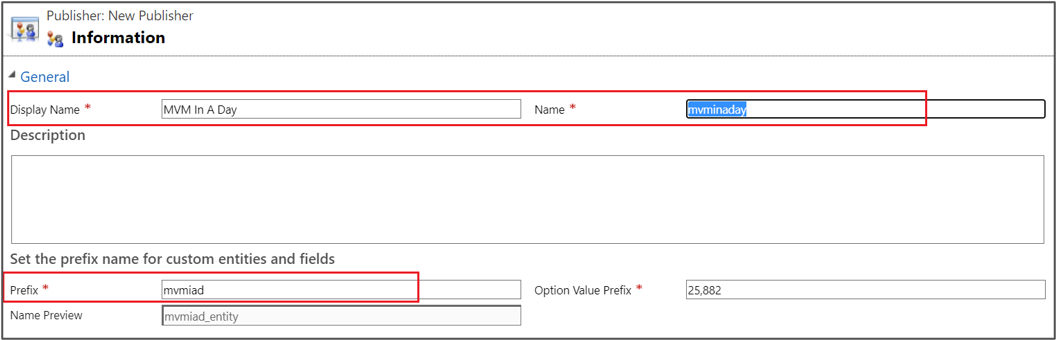 Publisher: New Publisher
Information
General
Display Name * MVM In A Day Name * mvminaday
Description
Set the prefix name for custom entities and fields
Prefix * mvmiad Option Value Prefix * 25,882
Name Preview mvmiad_entity